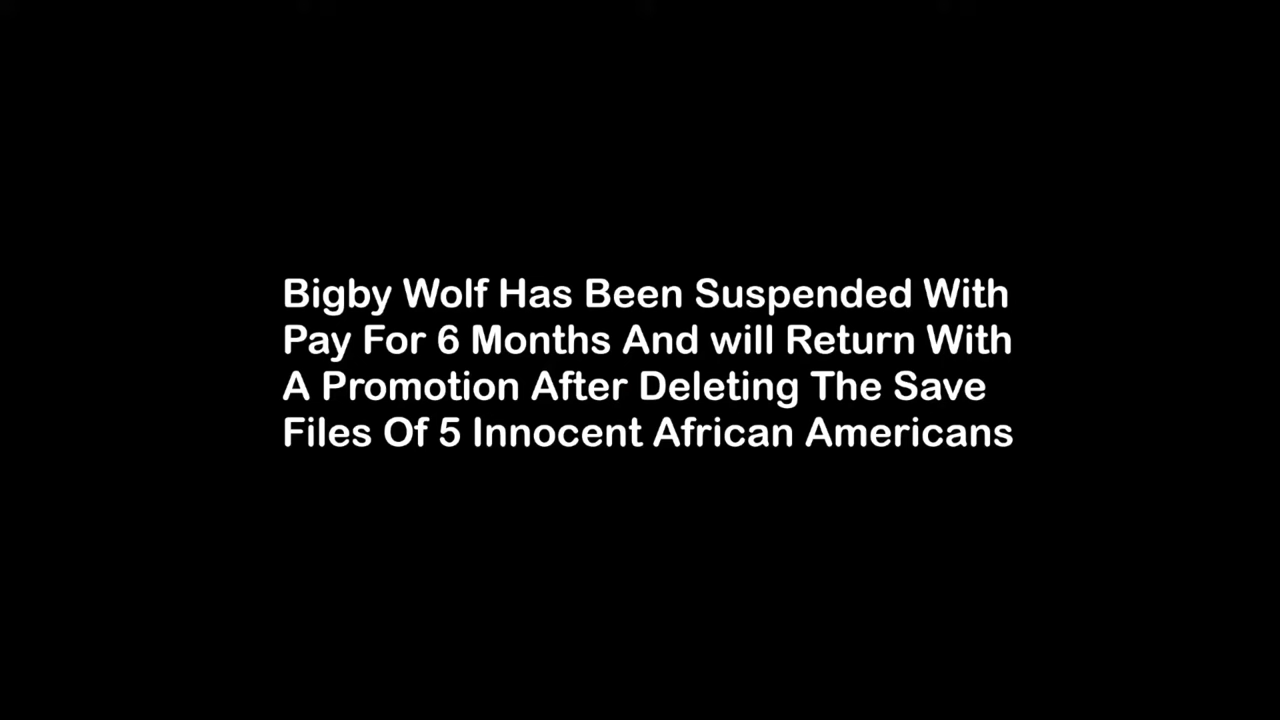 Bigby Wolf Has Been Suspended With
Pay For 6 Months And will Return With
A Promotion After Deleting The Save
Files Of 5 Innocent African Americans